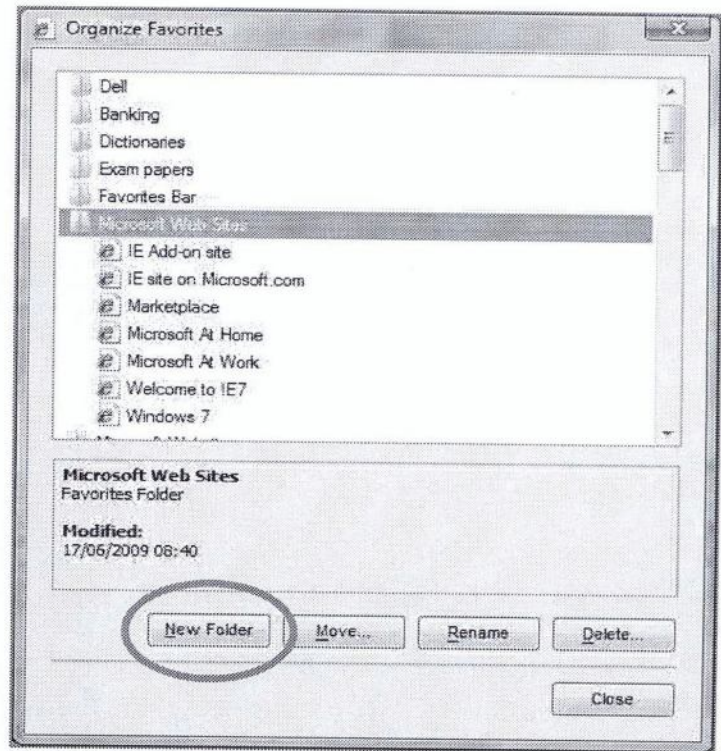 Organize Favorites
Dell
Banking
Dictionaries
Exam papers
Favorites Bar
Microsoft Web Sites
IE Add-on site
IE site on Microsoft.com
Marketplace
Microsoft At Home
Microsoft At Work
Welcome to IE7
Windows 7
Microsoft Web Sites
Favorites Folder
Modified:
17/06/2009 08:40
New Folder
Move...
Rename
Delete...
Close